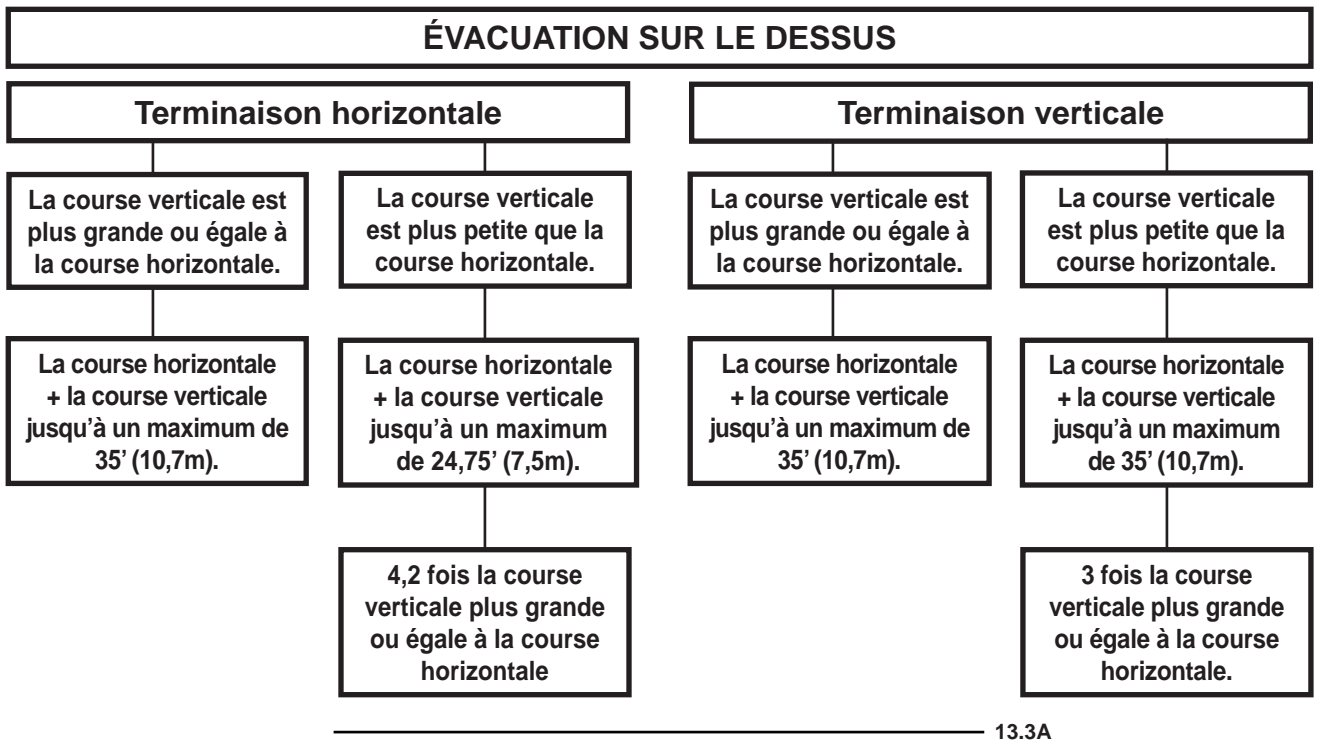 ÉVACUATION SUR LE DESSUS
Terminaison horizontale
La course verticale est
plus grande ou égale à
la course horizontale.
La course horizontale
+ la course verticale
jusqu’à un maximum de
35’ (10,7m).
La course verticale
est plus petite que la
course horizontale.
La course horizontale
+ la course verticale
jusqu’à un maximum
de 24,75’ (7,5m).
4,2 fois la course
verticale plus grande
ou égale à la course
horizontale
Terminaison verticale
La course verticale est
plus grande ou égale à
la course horizontale.
La course horizontale
+ la course verticale
jusqu’à un maximum de
35’ (10,7m).
La course verticale
est plus petite que la
course horizontale.
La course horizontale
+ la course verticale
jusqu’à un maximum
de 35’ (10,7m).
3 fois la course
verticale plus grande
ou égale à la course
horizontale.
13.3A